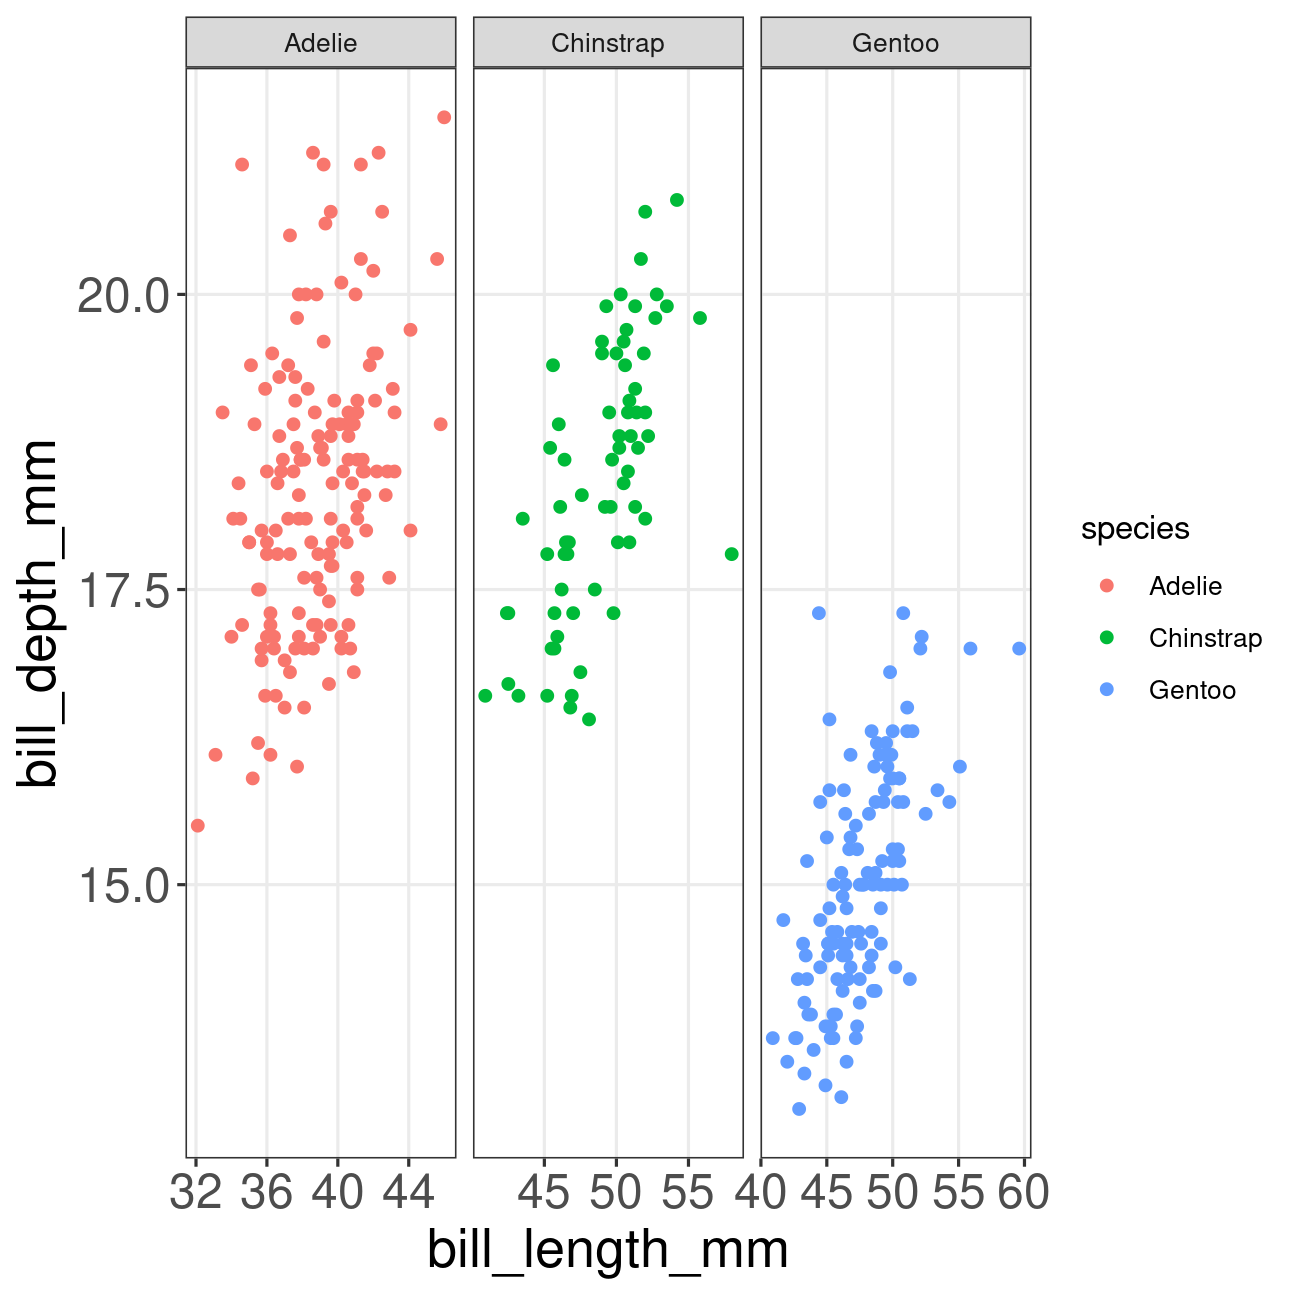 Adelie Chinstrap Gentoo
20.0
17.5
15.0
bill_depth_mm
32 36 40 44 45 50 55 40 45 50 55 60
bill_length_mm
species
Adelie
Chinstrap
Gentoo